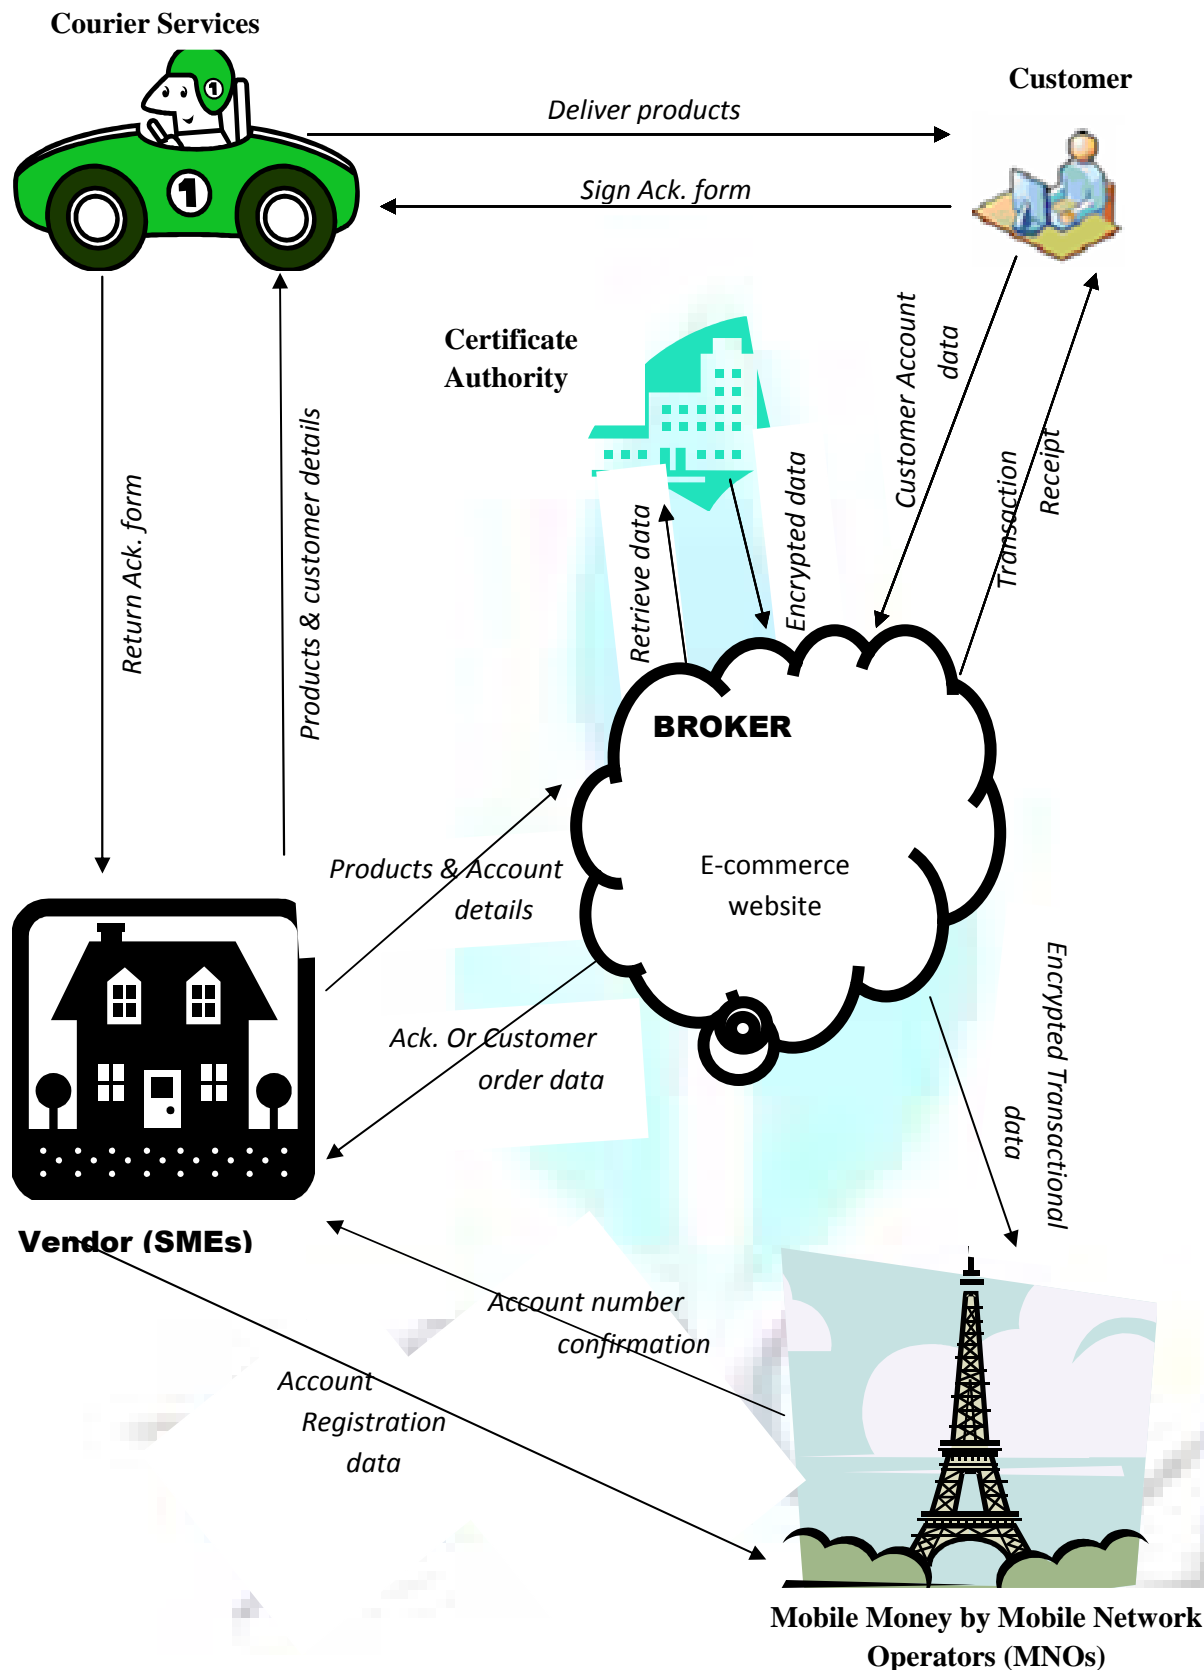 Courier Services
Customer
Deliver products
Sign Ack. form
1
1
Certificate
Authority
Customer Account
data
Transaction
Receipt
Retrieve data
Encrypted data
Return Ack. form
Products & customer details
BROKER
E-commerce
website
Products & Account
details
Ack. Or Customer
order data
Encrypted Transactional
data
Vendor (SMEs)
Account number
confirmation
Account
Registration
data
Mobile Money by Mobile Network
Operators (MNOs)